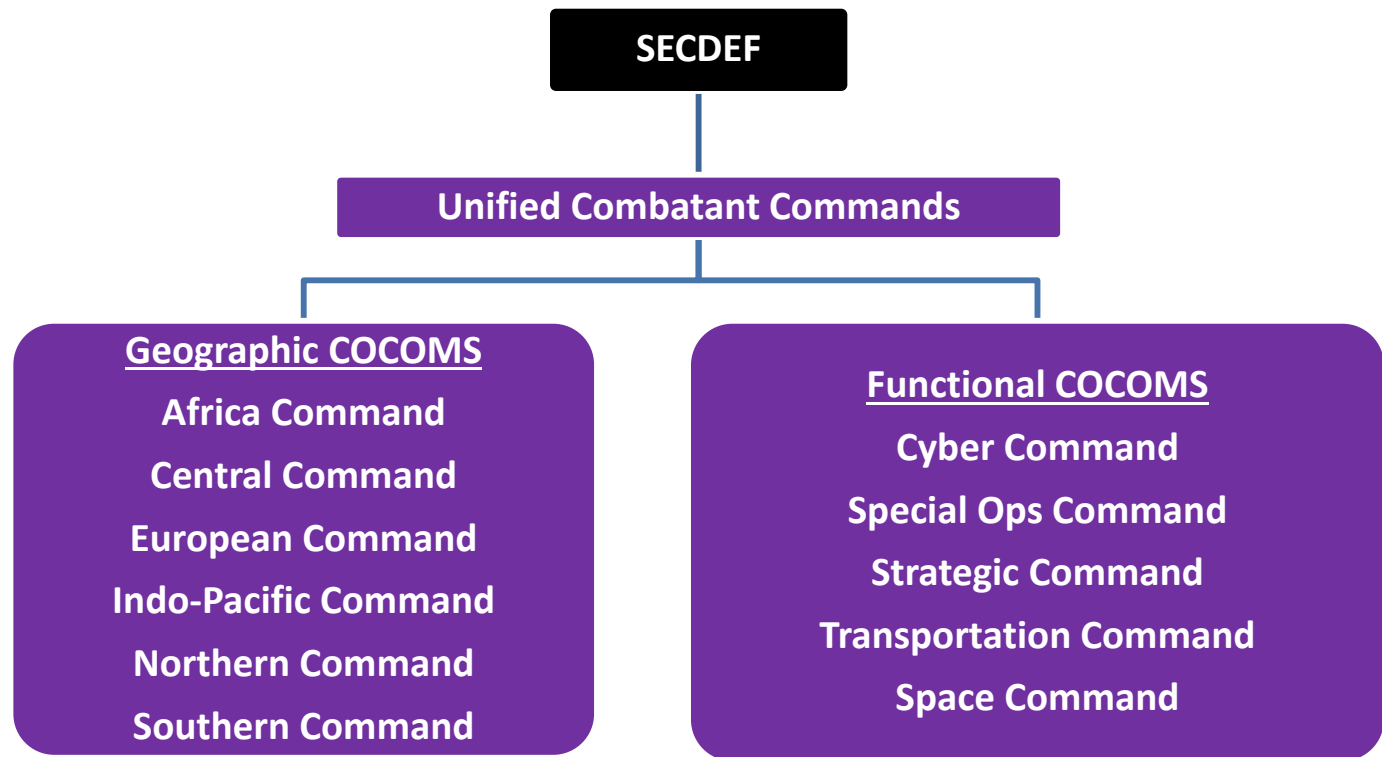 SECDEF
Unified Combatant Commands
Geographic COCOMS
Africa Command
Central Command
European Command
Indo-Pacific Command
Northern Command
Southern Command
Functional COCOMS
Cyber Command
Special Ops Command
Strategic Command
Transportation Command
Space Command